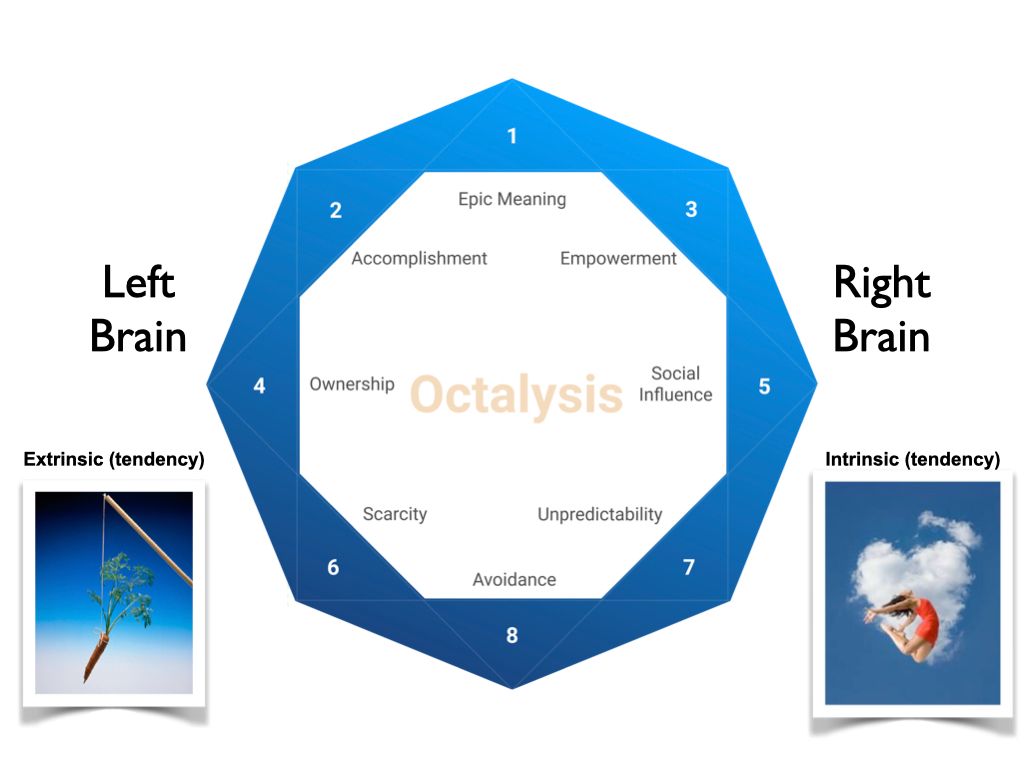 1
Epic Meaning
2
3
Accomplishment
Empowerment
Left
Brain
Right
Brain
4
Ownership
Octalysis
Social
Influence
5
Extrinsic (tendency)
Intrinsic (tendency)
Scarcity
Unpredictability
6
7
Avoidance
8